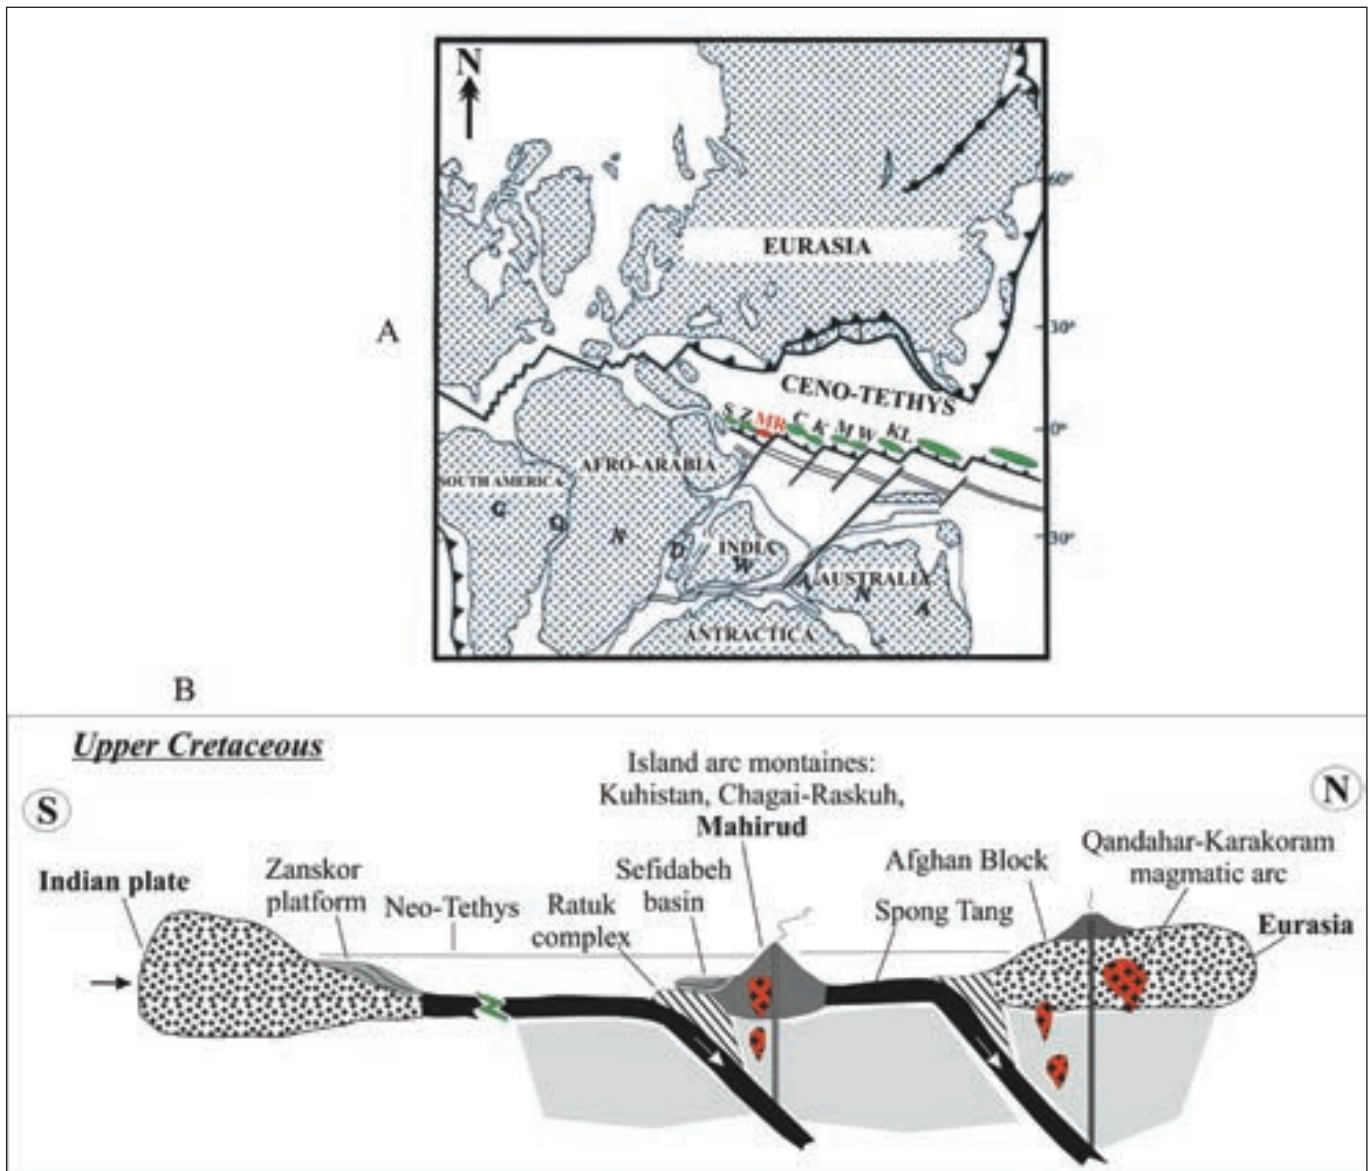 N
60°
EURASIA
A
30°
CENO-TETHYS
S Z MR C K M W KL
0°
AFRO-ARABIA
SOUTH AMERICA
G O N D W A N A
30°
INDIA
AUSTRALIA
ANTRACTICA
B
Upper Cretaceous
S
N
Island arc montaines:
Kuhistan, Chagai-Raskuh,
Mahirud
Indian plate
Zanskor
platform
Neo-Tethys
Ratuk
complex
Sefidabeh
basin
Spong Tang
Afghan Block
Qandahar-Karakoram
magmatic arc
Eurasia